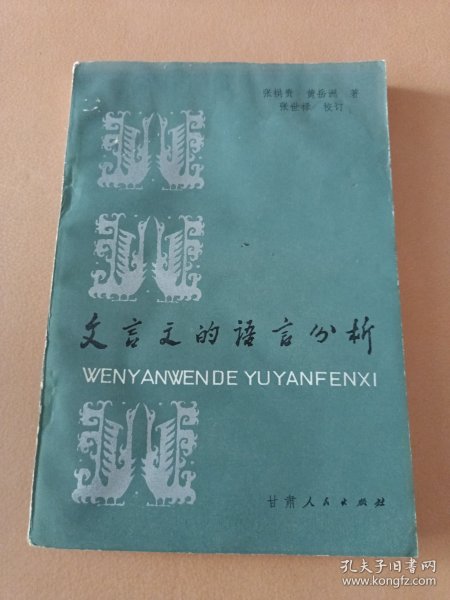 张拱贵 黄岳洲 著
张世禄 校订
文言文的语言分析
WENYANWENDE YUYANFENXI
甘肃人民出版社
孔夫子旧书网
www.kongfz.com